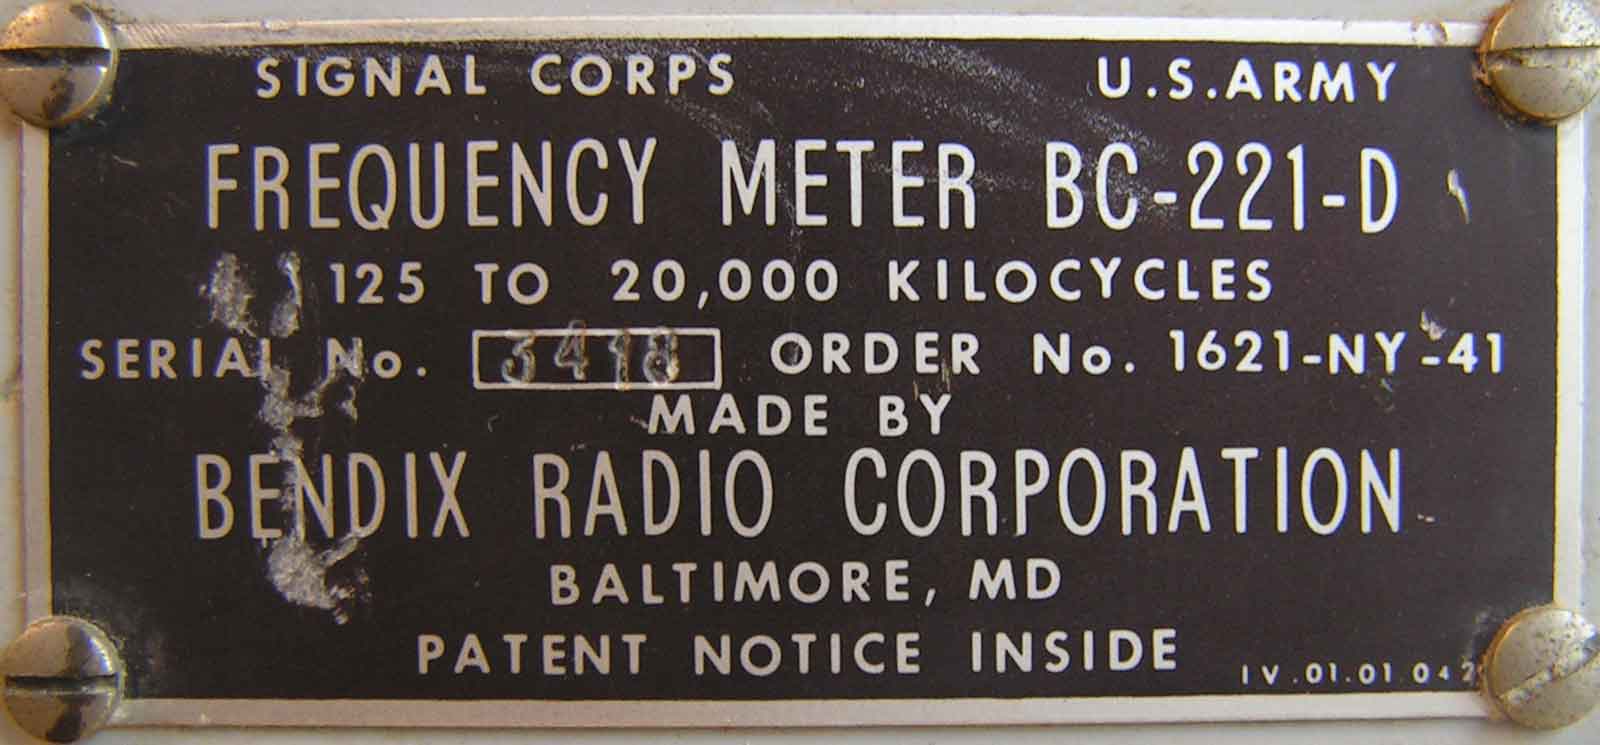 SIGNAL CORPS U.S. ARMY
FREQUENCY METER BC-221-D
125 TO 20,000 KILOCYCLES
SERIAL No. 3418 ORDER No. 1621-NY-41
MADE BY
BENDIX RADIO CORPORATION
BALTIMORE, MD
PATENT NOTICE INSIDE